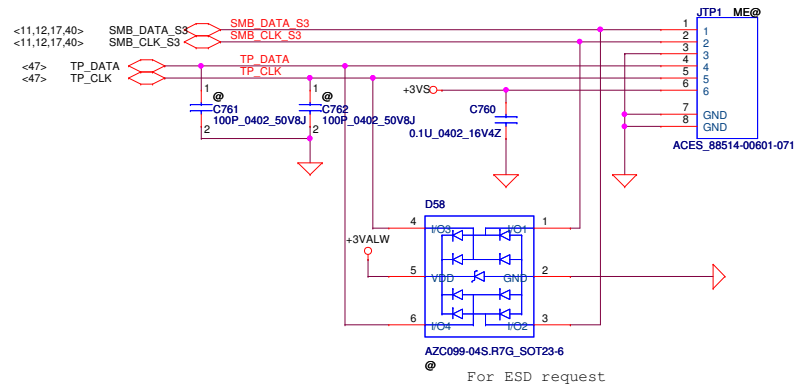 JTP1 ME@
<11,12,17,40> SMB_DATA_S3 SMB_DATA_S3 1 1
<11,12,17,40> SMB_CLK_S3 SMB_CLK_S3 2 2
3 3
<47> TP_DATA TP_DATA 4 4
<47> TP_CLK TP_CLK 5 5
+3VS 6 6
1 @ 1 @
C761 C762 C760
100P_0402_50V8J 100P_0402_50V8J
7 GND
2 2 8 GND
0.1U_0402_16V4Z
ACES_88514-00601-071
D58
4 I/O3 I/O1 1
+3VALW
5 VDD GND 2
6 I/O4 I/O2 3
AZC099-04S.R7G_SOT23-6
@
For ESD request